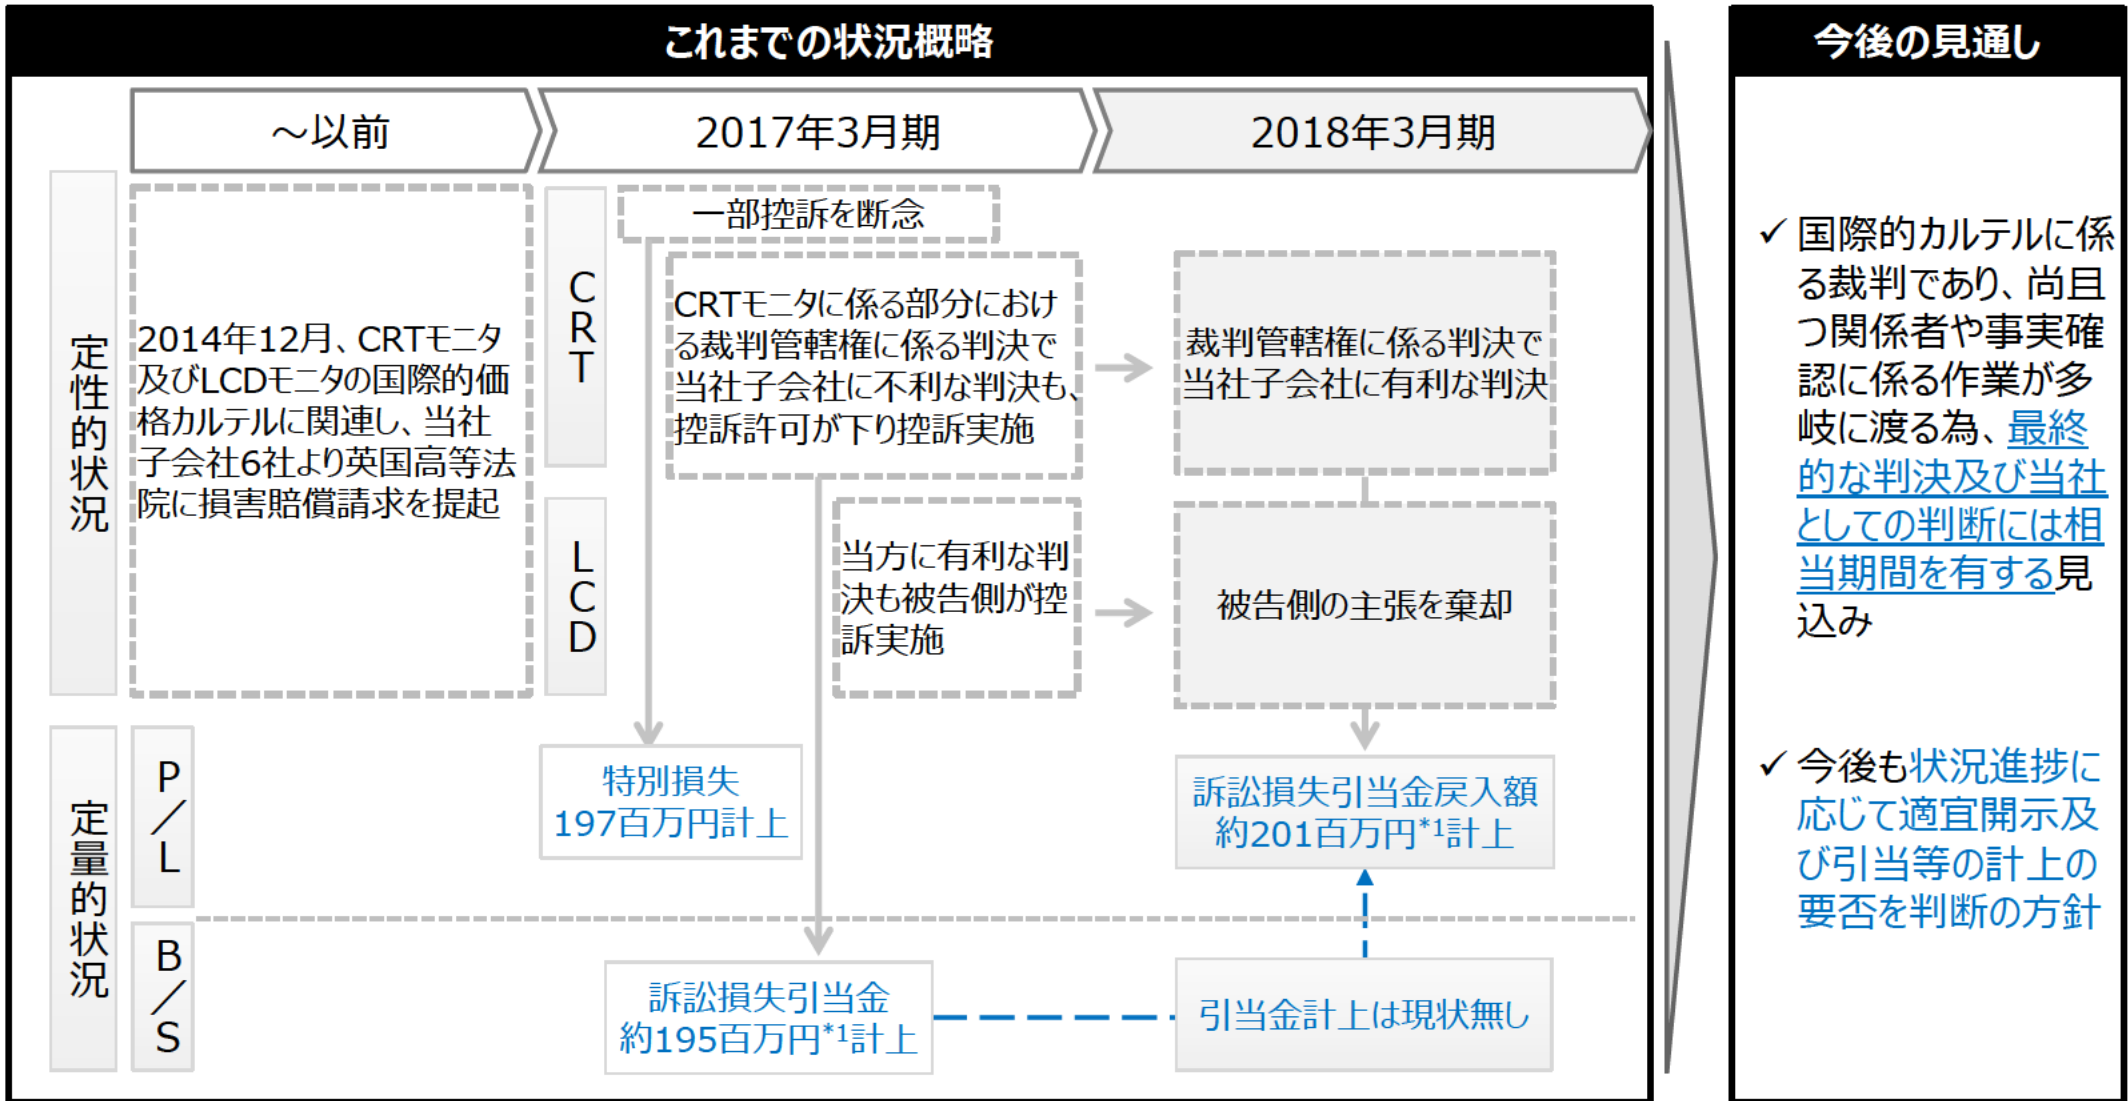 これまでの状況概略
～以前
2017年3月期
2018年3月期
定性的状況
2014年12月、CRTモニタ
及びLCDモニタの国際的価
格カルテルに関連し、当社
子会社6社より英国高等法
院に損害賠償請求を提起
CRT
一部控訴を断念
CRTモニタに係る部分におけ
る裁判管轄権に係る判決で
当社子会社に不利な判決も、
控訴許可が下り控訴実施
裁判管轄権に係る判決で
当社子会社に有利な判決
LCD
当方に有利な判
決も被告側が控
訴実施
被告側の主張を棄却
定量的状況
P／L
特別損失
197百万円計上
訴訟損失引当金戻入額
約201百万円*1計上
B／S
訴訟損失引当金
約195百万円*1計上
引当金計上は現状無し
今後の見通し
✓ 国際的カルテルに係
る裁判であり、尚且
つ関係者や事実確
認に係る作業が多
岐に渡る為、最終
的な判決及び当社
としての判断には相
当期間を有する見
込み
✓ 今後も状況進捗に
応じて適宜開示及
び引当等の計上の
要否を判断の方針